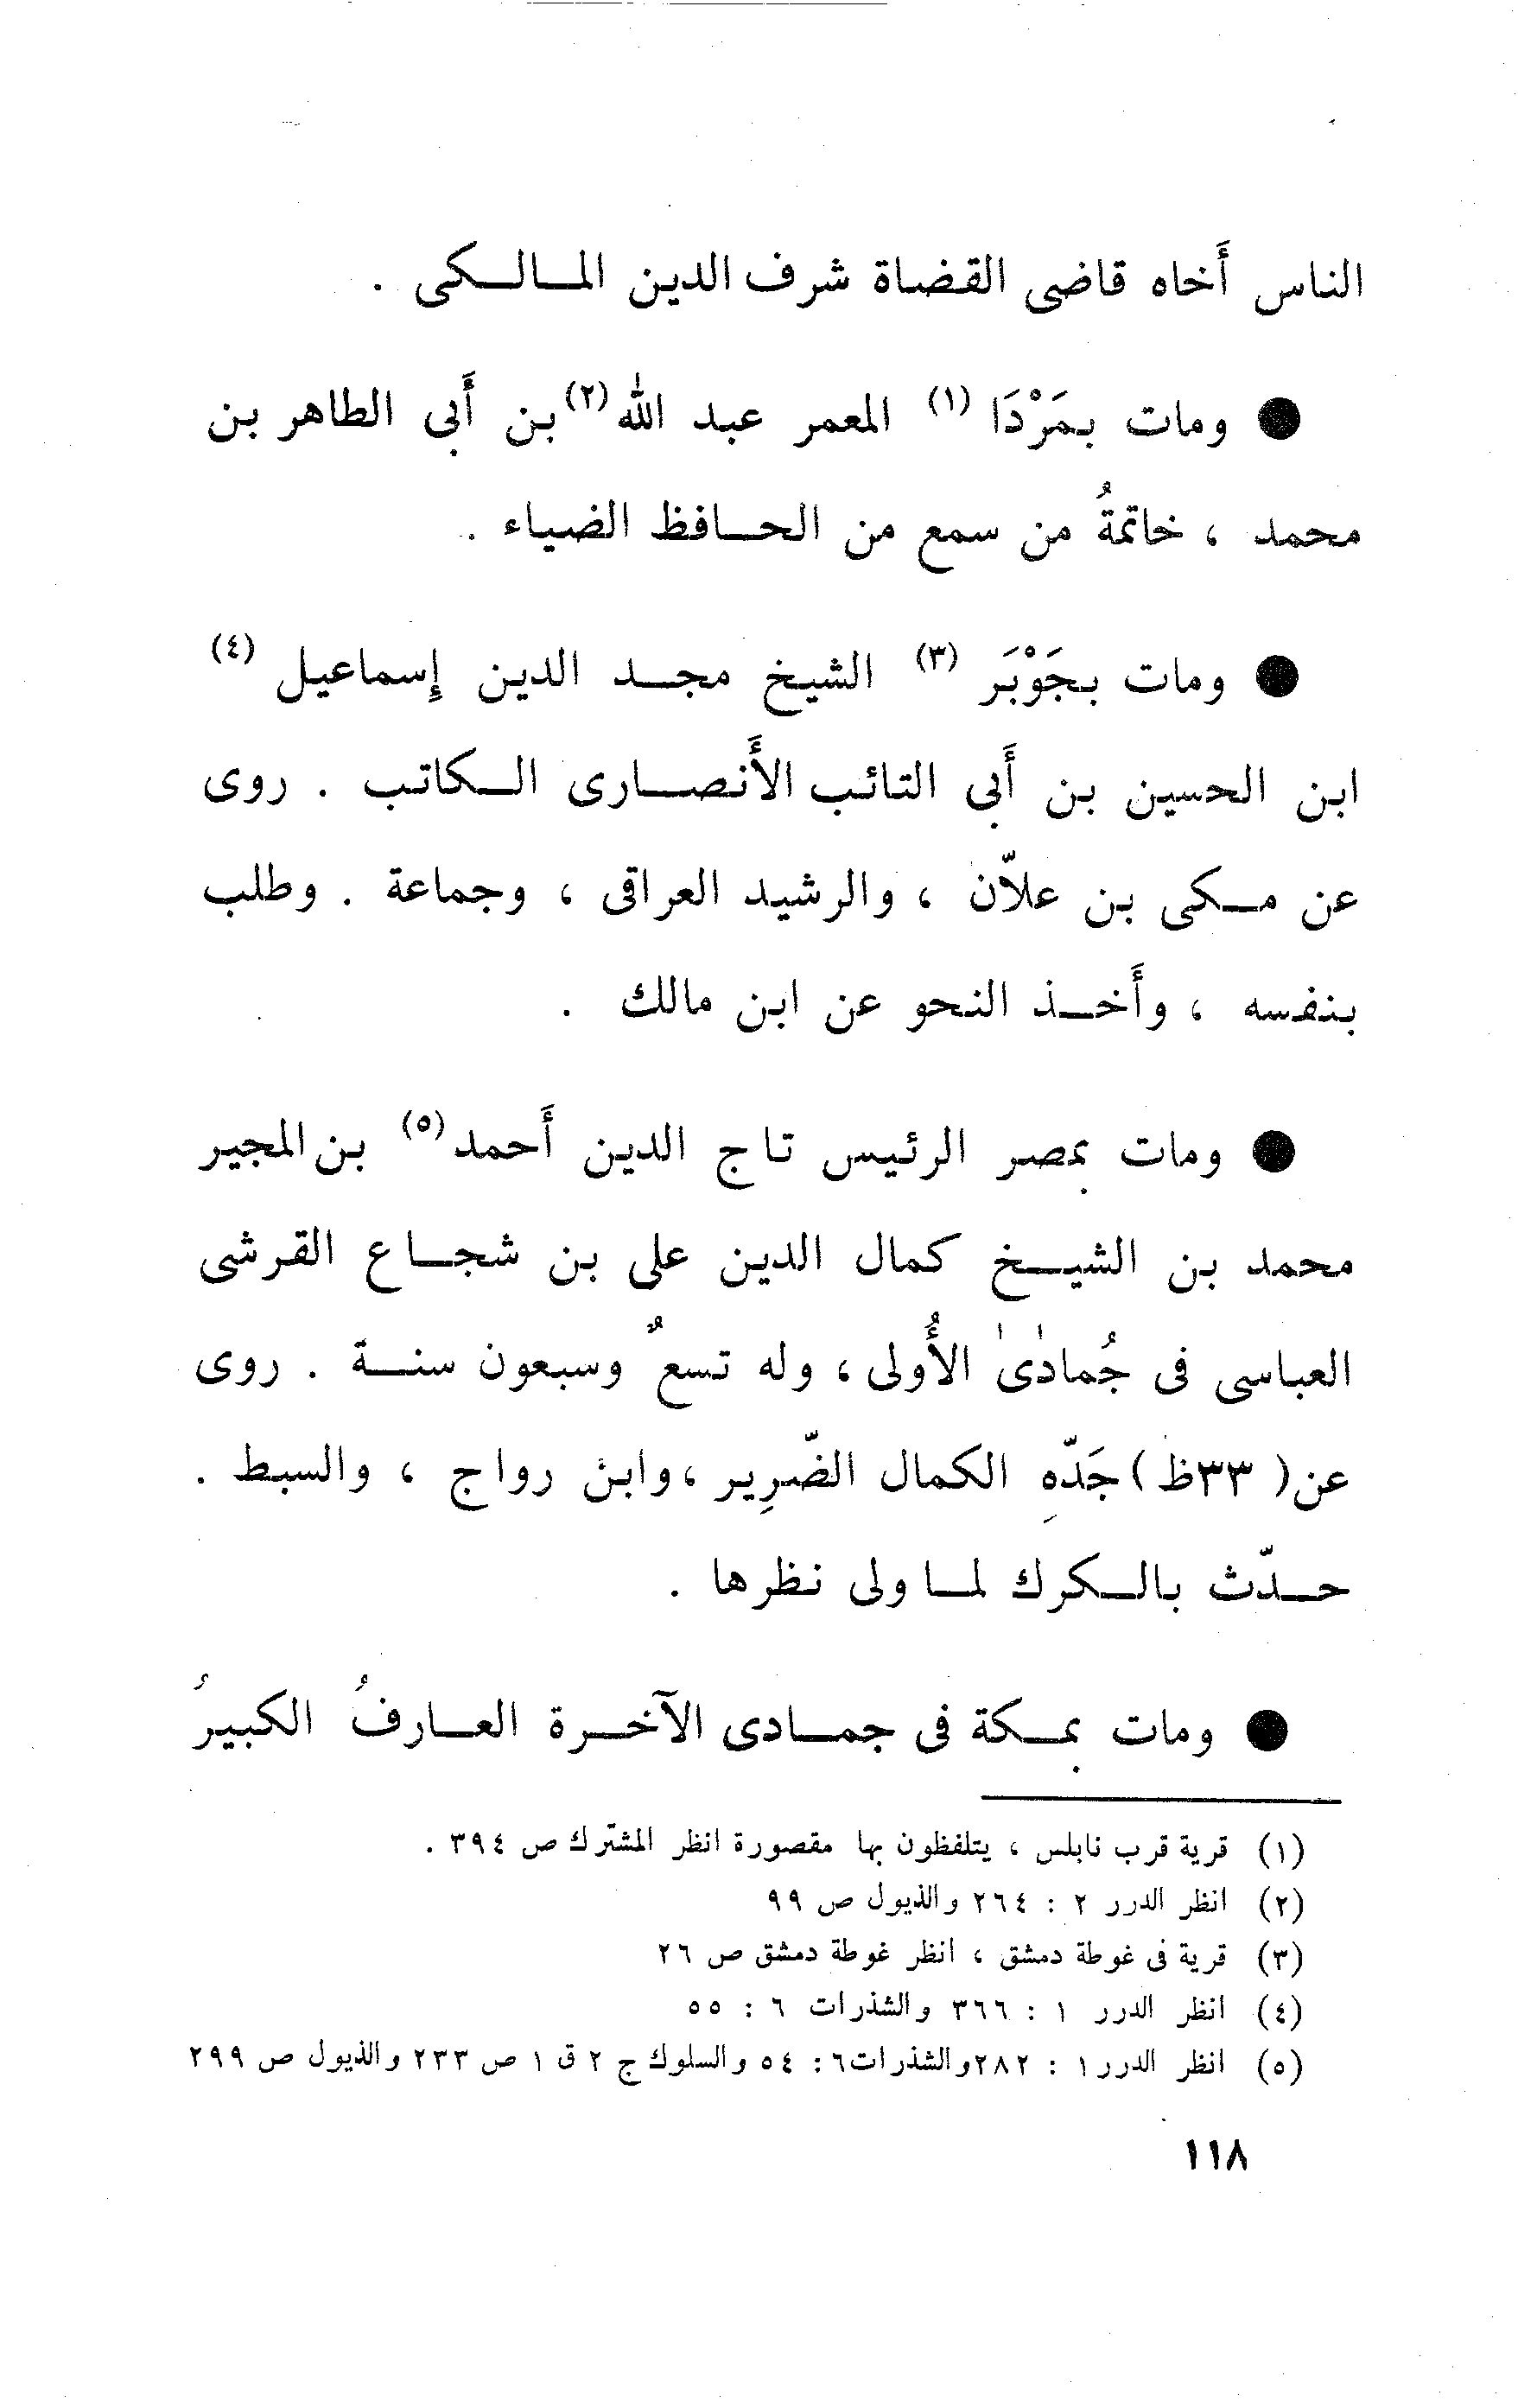 الناس أَخاه قاضى القضاة شرف الدين المالكى .
● ومات بمَرْدَا (١) المعمر عبد الله (٢) بن أَبى الطاهر بن
محمد ، خاتمةُ من سمع من الحافظ الضياء .
● ومات بجَوْبَر (٣) الشيخ مجد الدين إِسماعيل (٤)
ابن الحسين بن أَبى التائب الأَنصارى الكاتب . روى
عن مكى بن علاّن ، والرشيد العراقى ، وجماعة . وطلب
بنفسه ، وأَخذ النحو عن ابن مالك .
● ومات بمصر الرئيس تاج الدين أَحمد (٥) بن المجير
محمد بن الشيخ كمال الدين على بن شجاع القرشى
العباسى فى جُمادٰىٰ الأُولى ، وله تسعٌ وسبعون سنة . روى
عن ( ٣٣ظ ) جَدّهِ الكمال الضّرِير ، وابن رواج ، والسبط .
حدّث بالكرك لما ولى نظرها .
● ومات بمكة فى جمادى الآخرة العارفُ الكبيرُ
(١) قرية قرب نابلس ، يتلفظون بها مقصورة انظر المشترك ص ٣٩٤ .
(٢) انظر الدرر ٢ : ٢٦٤ والذيول ص ٩٩
(٣) قرية فى غوطة دمشق ، انظر غوطة دمشق ص ٢٦
(٤) انظر الدرر ١ : ٣٦٦ والشذرات ٦ : ٥٥
(٥) انظر الدرر ١ : ٢٨٢ والشذرات ٦ : ٥٤ والسلوك ج ٢ ق ١ ص ٢٣٣ والذيول ص ٢٩٩
١١٨